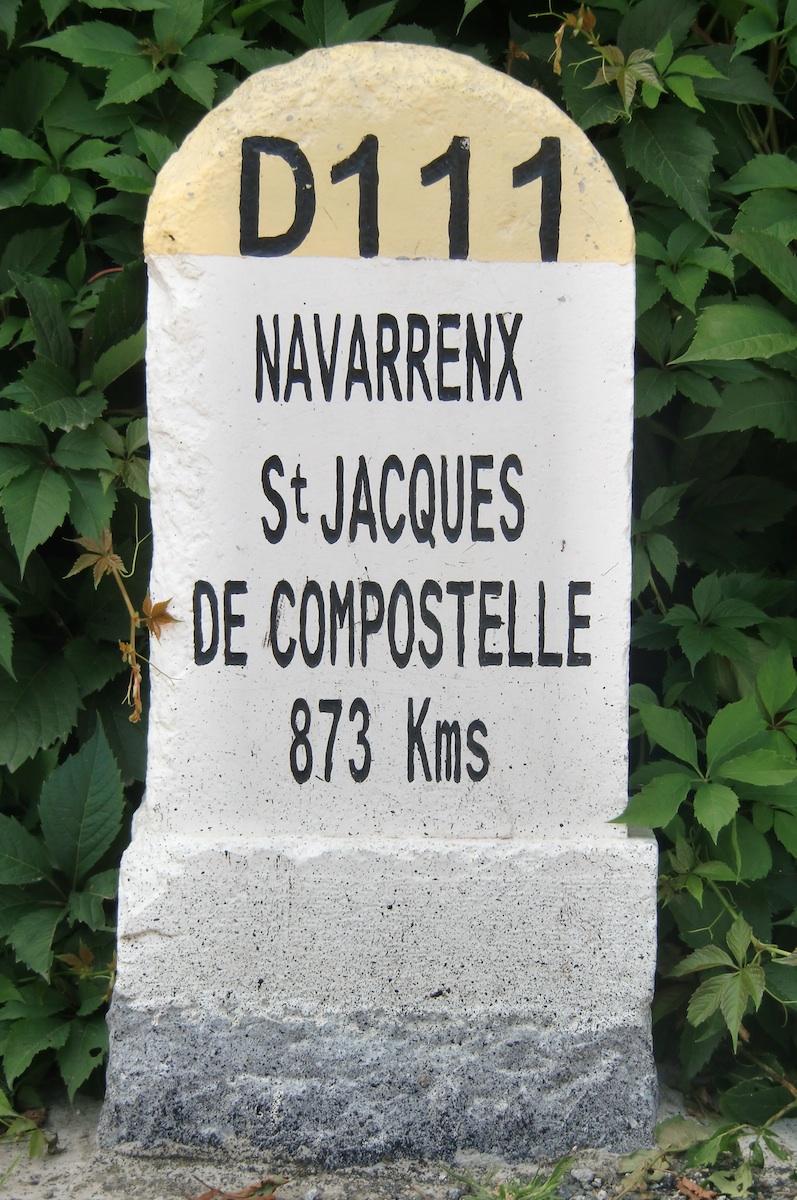 D111
NAVARRENX
St JACQUES
DE COMPOSTELLE
873 Kms